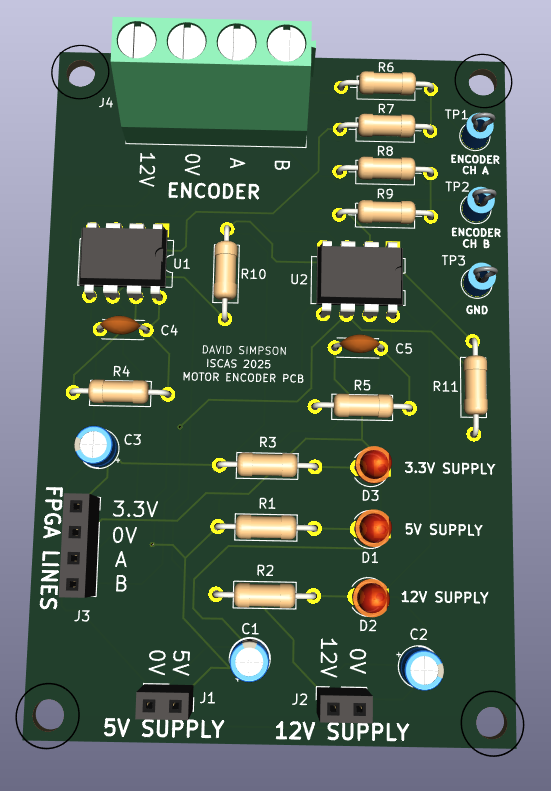 R6
J4
R7
TP1
R8
ENCODER
CH A
12V
0V
A
B
R9
TP2
ENCODER
ENCODER
CH B
U1
R10
U2
TP3
GND
C4
DAVID SIMPSON
ISCAS 2025
MOTOR ENCODER PCB
C5
R4
R5
R11
C3
R3
3.3V SUPPLY
D3
FPGA LINES
3.3V
0V
A
B
R1
5V SUPPLY
D1
R2
12V SUPPLY
D2
J3
C1
C2
0V
5V
12V
0V
J1
J2
5V SUPPLY
12V SUPPLY